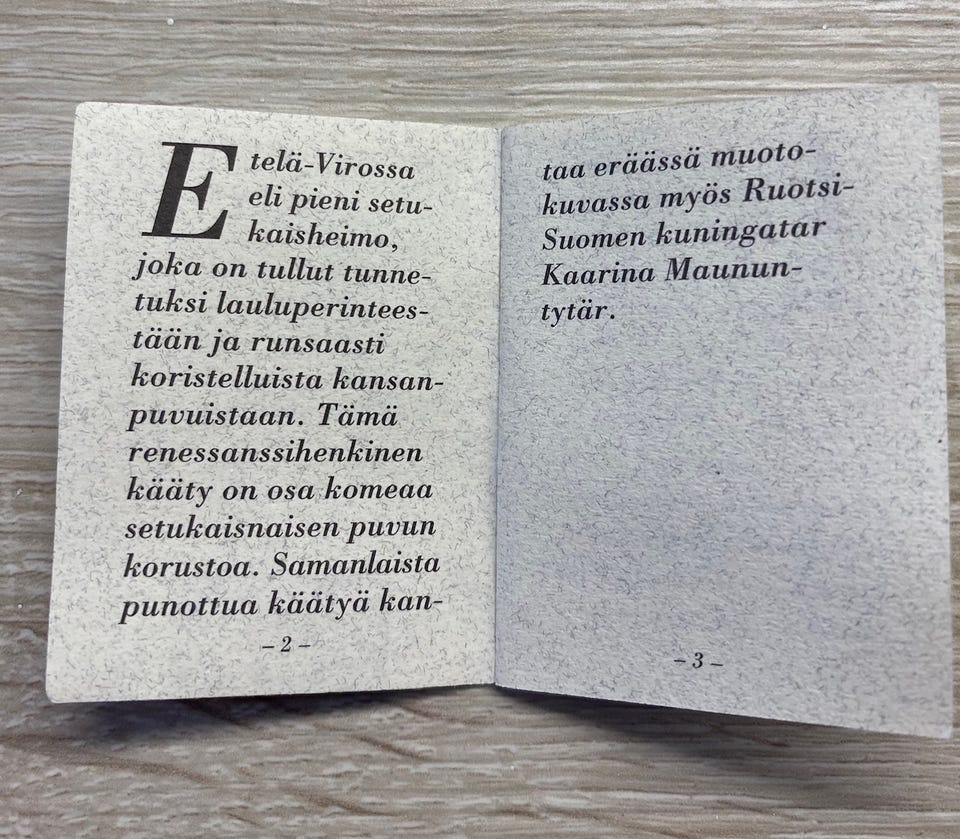 Etelä-Virossa
eli pieni setu-
kaisheimo,
joka on tullut tunne-
tuksi lauluperintees-
tään ja runsaasti
koristelluista kansan-
puvuistaan. Tämä
renessanssihenkinen
kääty on osa komeaa
setukaisnaisen puvun
korustoa. Samanlaista
punottua käätyä kan-
– 2 –
taa eräässä muoto-
kuvassa myös Ruotsi-
Suomen kuningatar
Kaarina Maunun-
tytär.
– 3 –